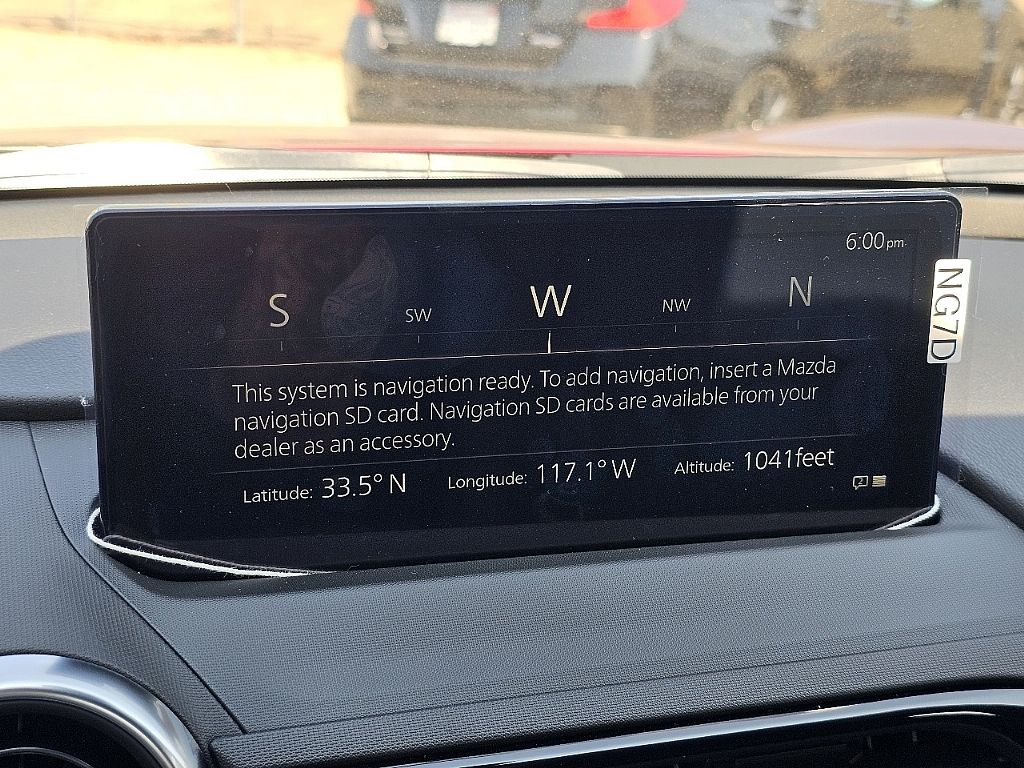 6:00pm
S SW W NW N
This system is navigation ready. To add navigation, insert a Mazda
navigation SD card. Navigation SD cards are available from your
dealer as an accessory.
Latitude: 33.5° N Longitude: 117.1° W Altitude: 1041feet
2
NG7D